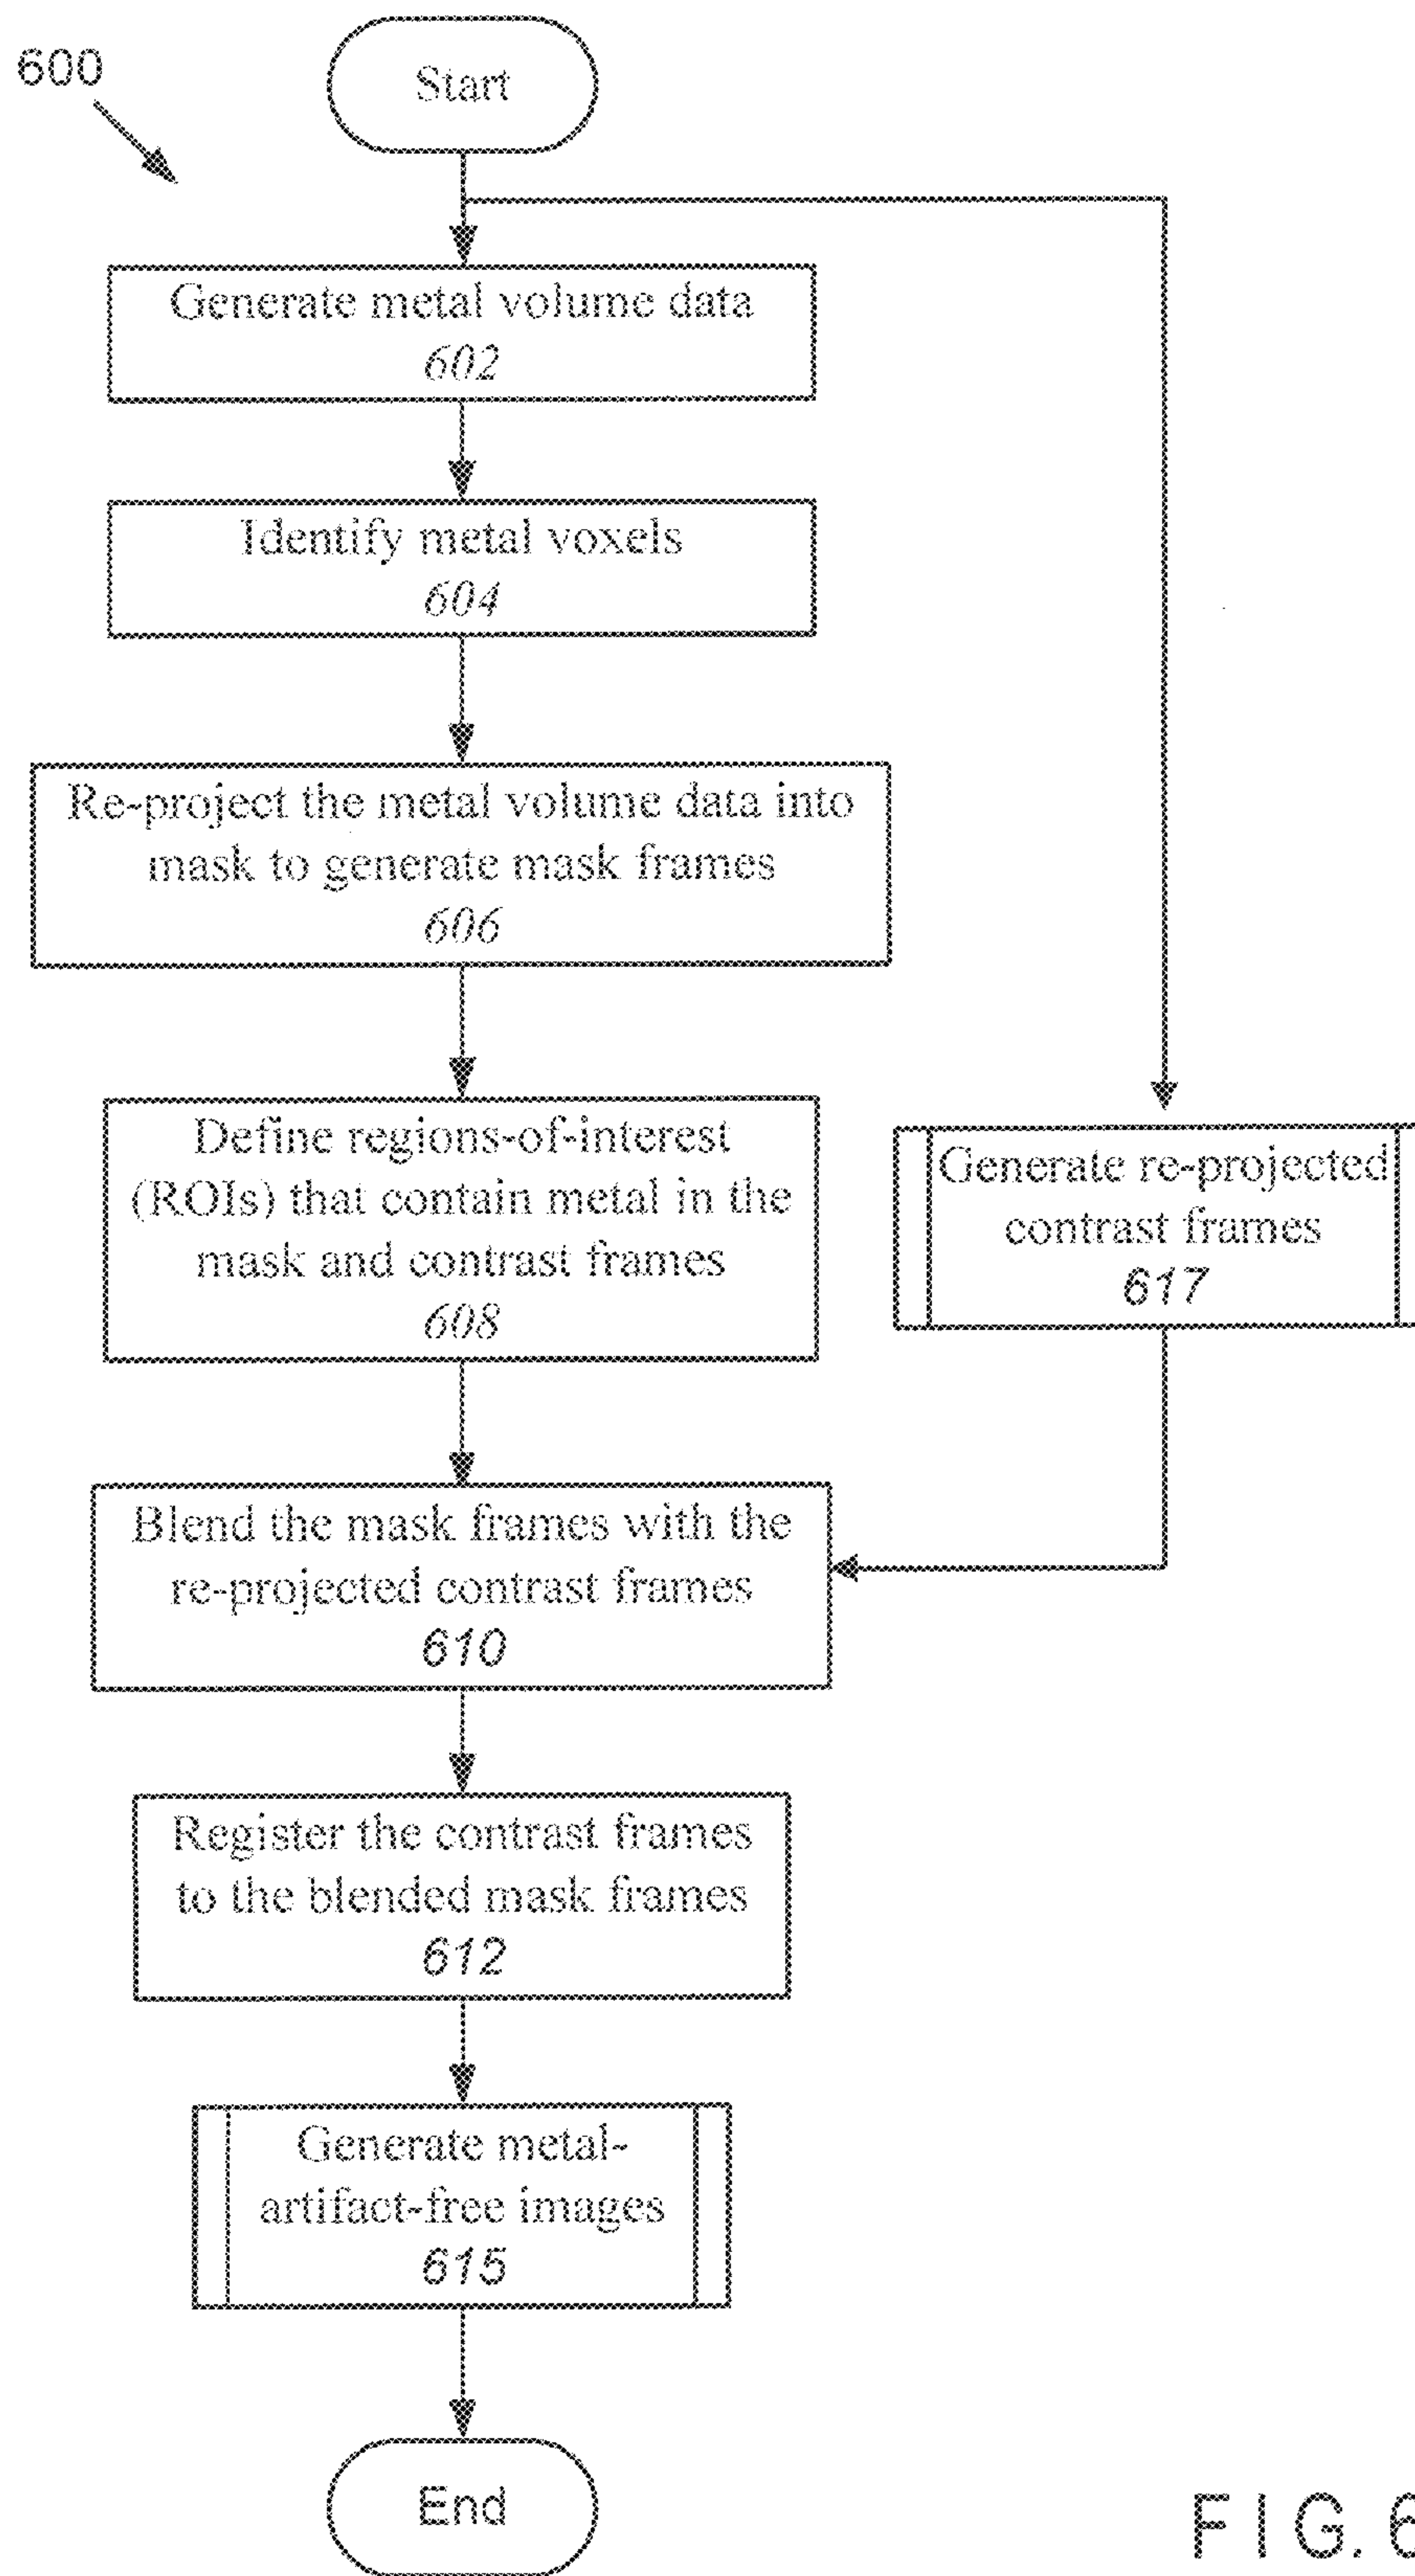 600
Start
Generate metal volume data
602
Identify metal voxels
604
Re-project the metal volume data into
mask to generate mask frames
606
Define regions-of-interest
(ROIs) that contain metal in the
mask and contrast frames
608
Generate re-projected
contrast frames
617
Blend the mask frames with the
re-projected contrast frames
610
Register the contrast frames
to the blended mask frames
612
Generate metal-
artifact-free images
615
End
FIG. 6